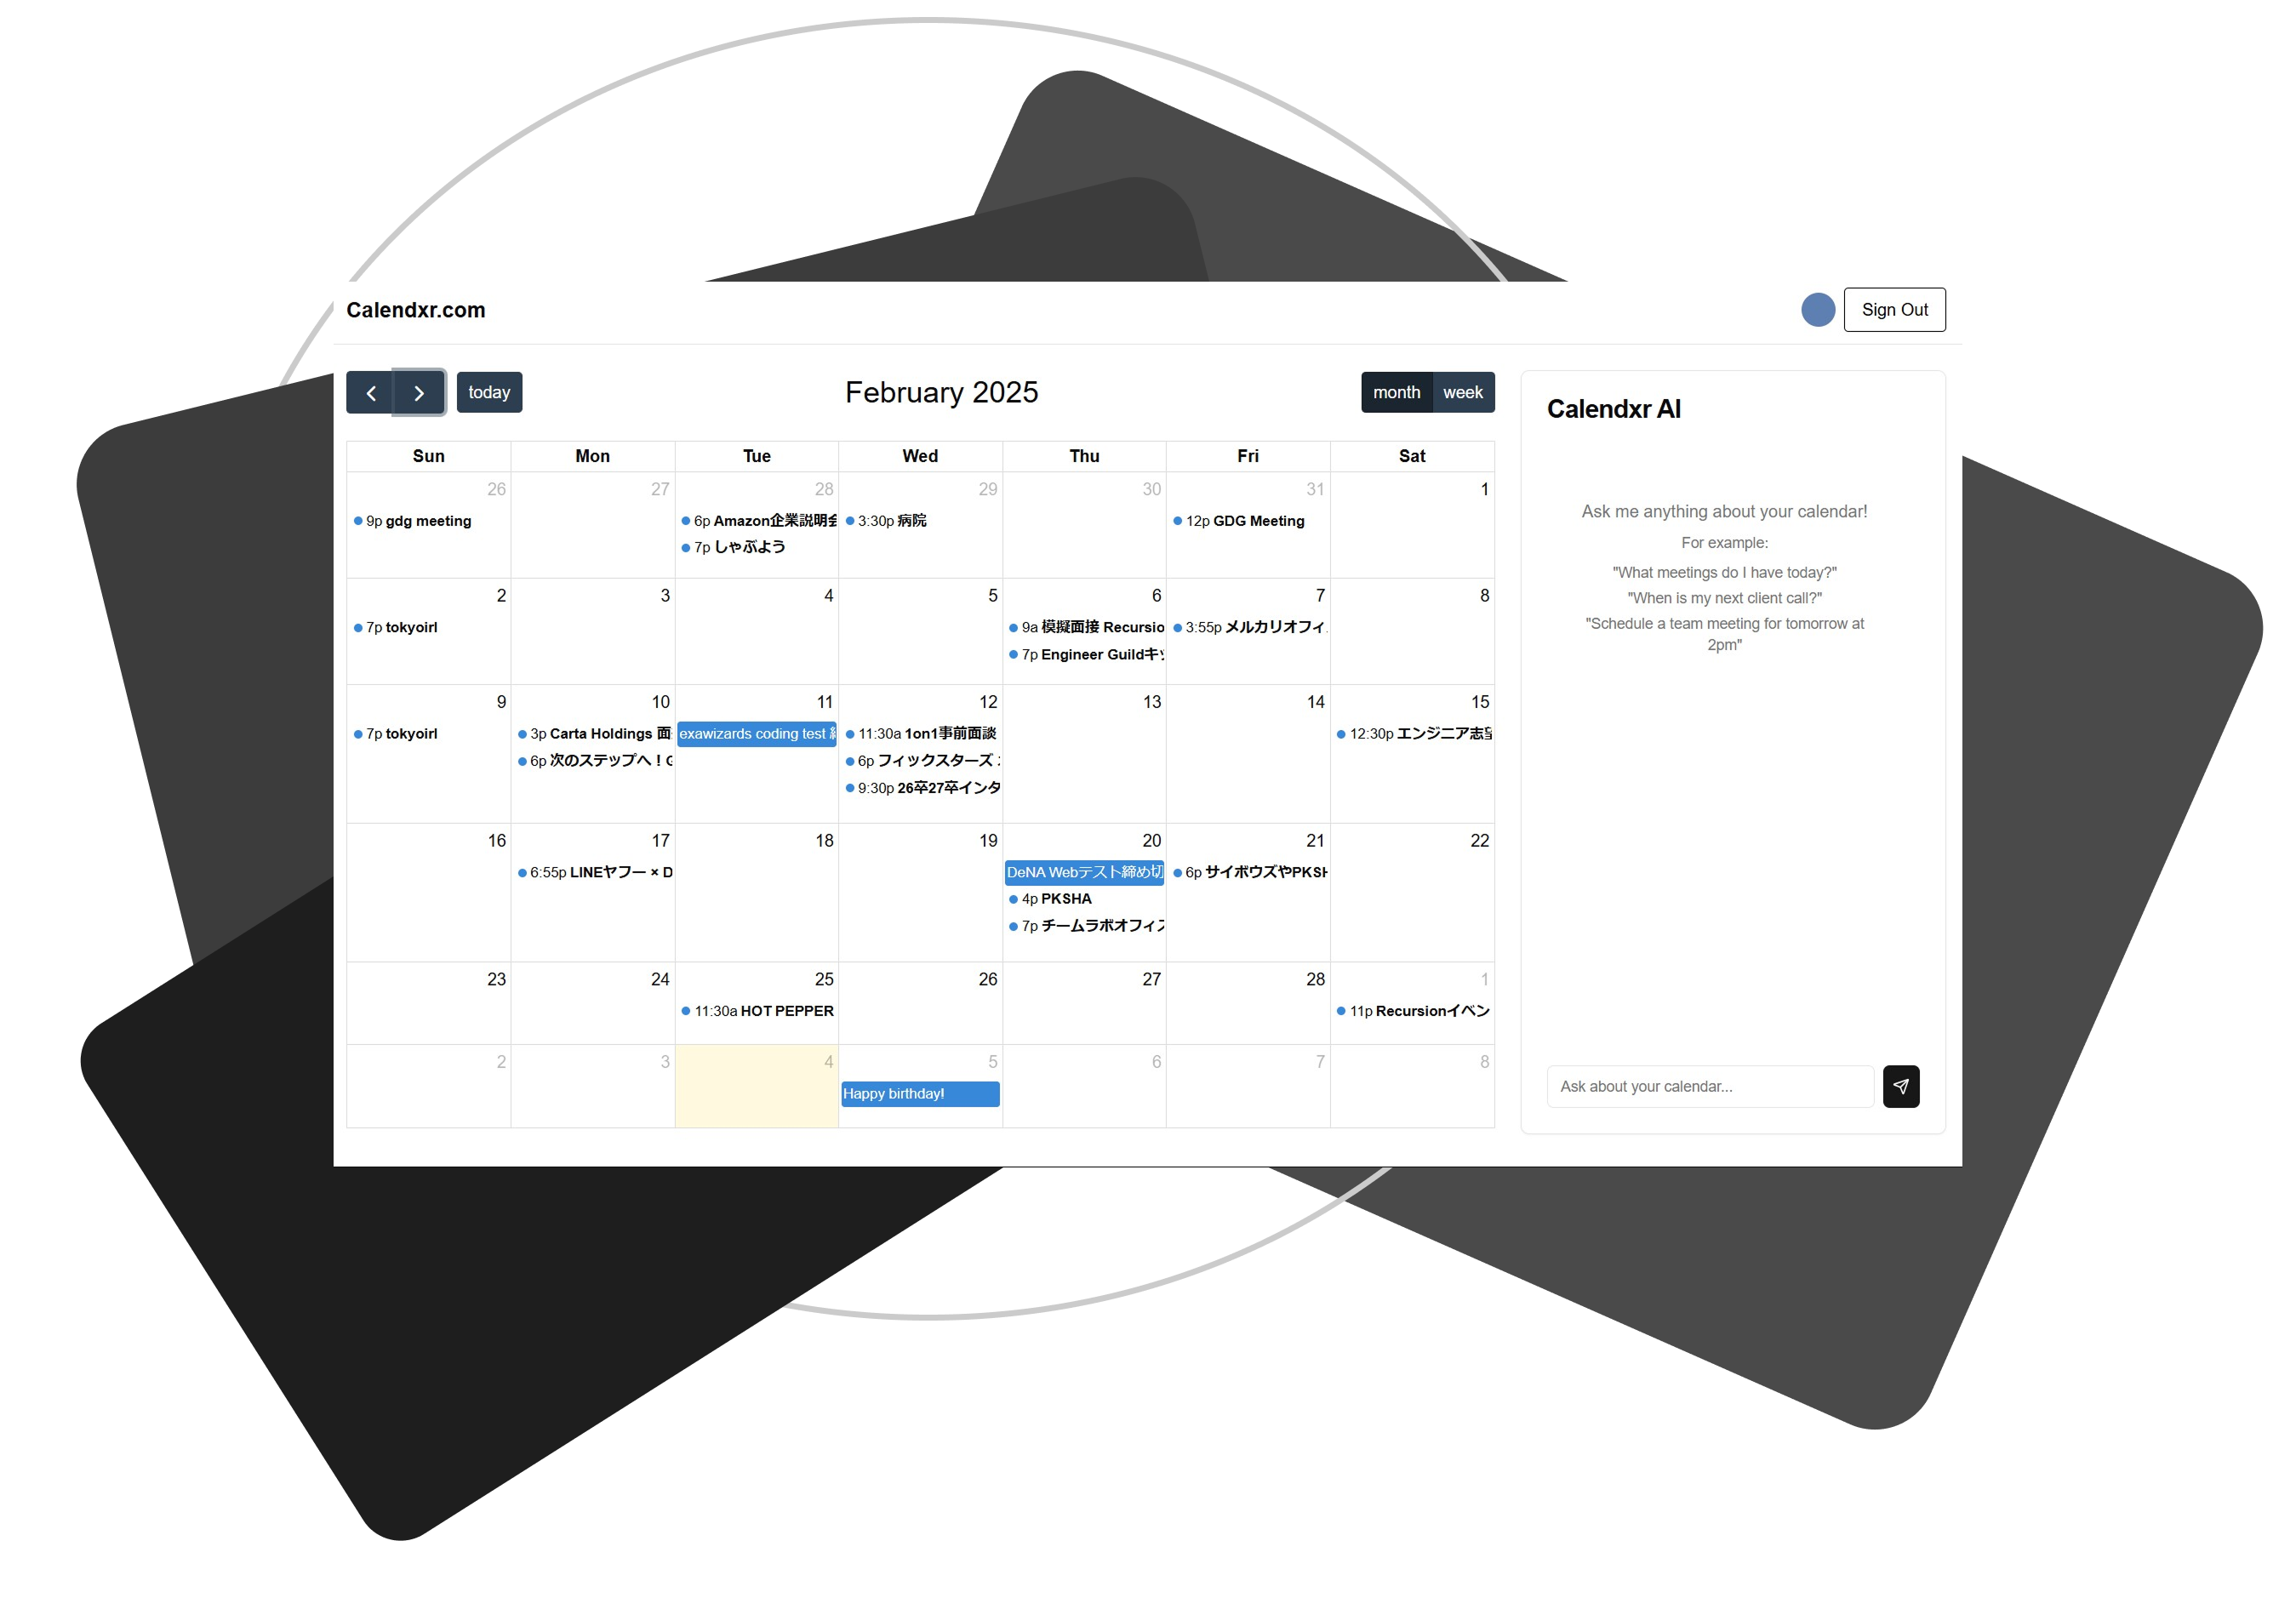 Calendxr.com
Sign Out
today
February 2025
month week
Calendxr AI
Sun Mon Tue Wed Thu Fri Sat
26 27 28 29 30 31 1
9p gdg meeting
6p Amazon企業説明会
7p しゃぶよう
3:30p 病院
12p GDG Meeting
2 3 4 5 6 7 8
7p tokyoirl
9a 模擬面接 Recursio
7p Engineer Guildキッ
3:55p メルカリオフィ
9 10 11 12 13 14 15
7p tokyoirl
3p Carta Holdings 面
6p 次のステップへ！G
exawizards coding test
11:30a 1on1事前面談
6p フィックスターズ
9:30p 26卒27卒インタ
12:30p エンジニア志望
16 17 18 19 20 21 22
6:55p LINEヤフー × D
DeNA Webテスト締め切
4p PKSHA
7p チームラボオフィス
6p サイボウズやPKSH
23 24 25 26 27 28 1
11:30a HOT PEPPER
11p Recursionイベン
2 3 4 5 6 7 8
Happy birthday!
Ask me anything about your calendar!
For example:
"What meetings do I have today?"
"When is my next client call?"
"Schedule a team meeting for tomorrow at
2pm"
Ask about your calendar...